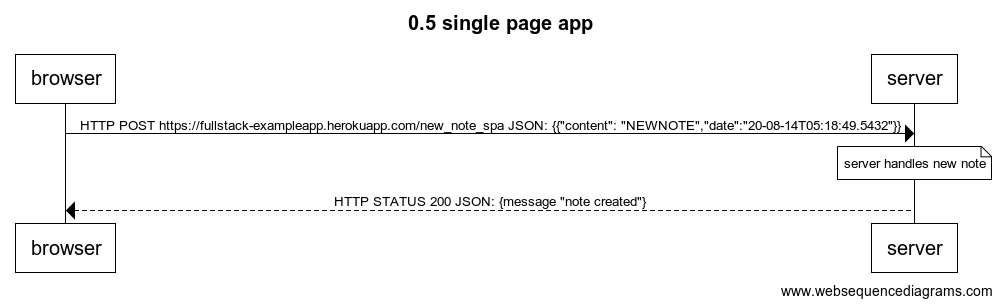 0.5 single page app
browser
server
HTTP POST https://fullstack-exampleapp.herokuapp.com/new_note_spa JSON: {{"content": "NEWNOTE","date":"20-08-14T05:18:49.5432"}}
server handles new note
HTTP STATUS 200 JSON: {message "note created"}
browser
server
www.websequencediagrams.com